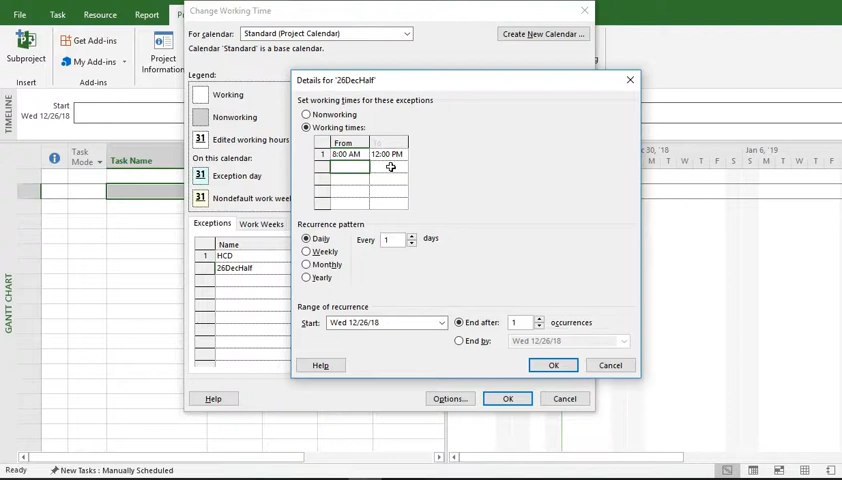 File Task Resource Report P
Change Working Time
For calendar: Standard (Project Calendar)
Create New Calendar ...
Calendar 'Standard' is a base calendar.
Subproject
Get Add-ins
My Add-ins
Project
Information
Insert
Add-ins
Legend:
Working
Nonworking
31 Edited working hours
On this calendar:
31 Exception day
31 Nondefault work wee
Exceptions Work Weeks
Name
1 HCD
26DecHalf
Help
Options...
OK
Cancel
Details for '26DecHalf'
Set working times for these exceptions
Nonworking
Working times:
From To
1 8:00 AM 12:00 PM
Recurrence pattern
Daily Every 1 days
Weekly
Monthly
Yearly
Range of recurrence
Start: Wed 12/26/18 End after: 1 occurrences
End by: Wed 12/26/18
Help OK Cancel
TIMELINE
Start
Wed 12/26/18
Task
Mode
Task Name
30, '18 Jan 6, '19
GANTT CHART
Ready New Tasks : Manually Scheduled